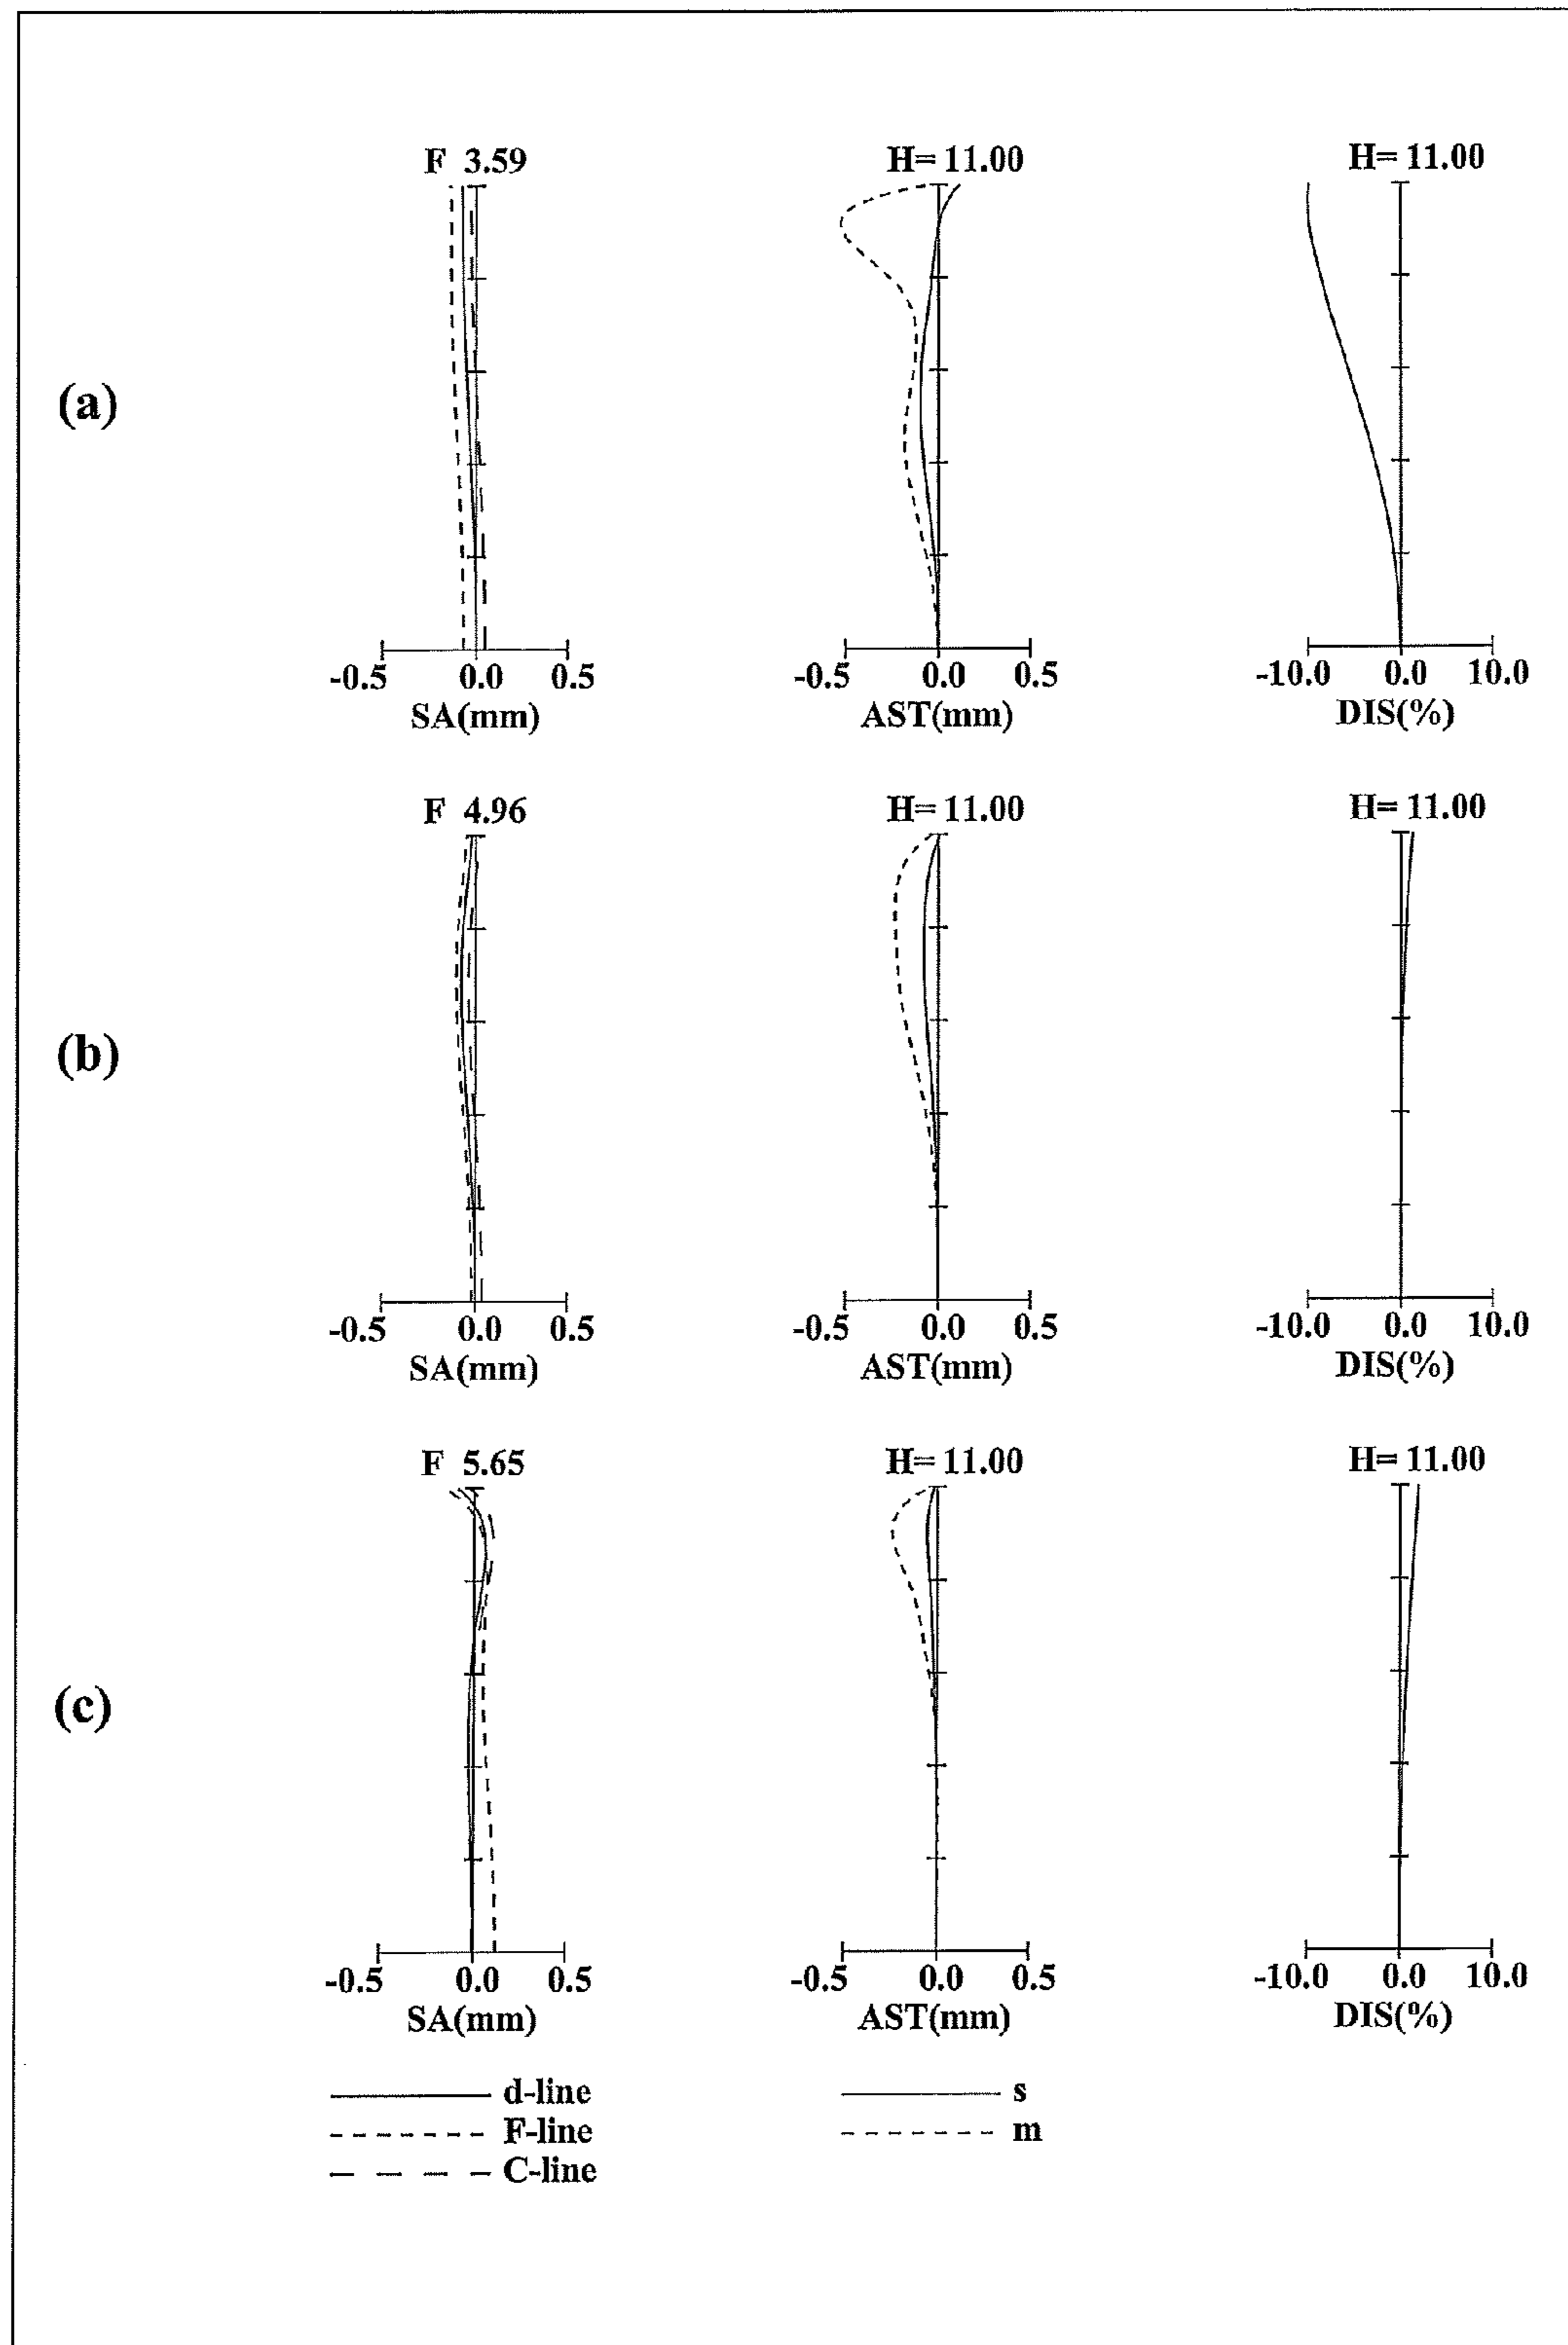 F 3.59
H= 11.00
H= 11.00
(a)
-0.5 0.0 0.5
SA(mm)
-0.5 0.0 0.5
AST(mm)
-10.0 0.0 10.0
DIS(%)
F 4.96
H= 11.00
H= 11.00
(b)
-0.5 0.0 0.5
SA(mm)
-0.5 0.0 0.5
AST(mm)
-10.0 0.0 10.0
DIS(%)
F 5.65
H= 11.00
H= 11.00
(c)
-0.5 0.0 0.5
SA(mm)
-0.5 0.0 0.5
AST(mm)
-10.0 0.0 10.0
DIS(%)
d-line
F-line
C-line
s
m